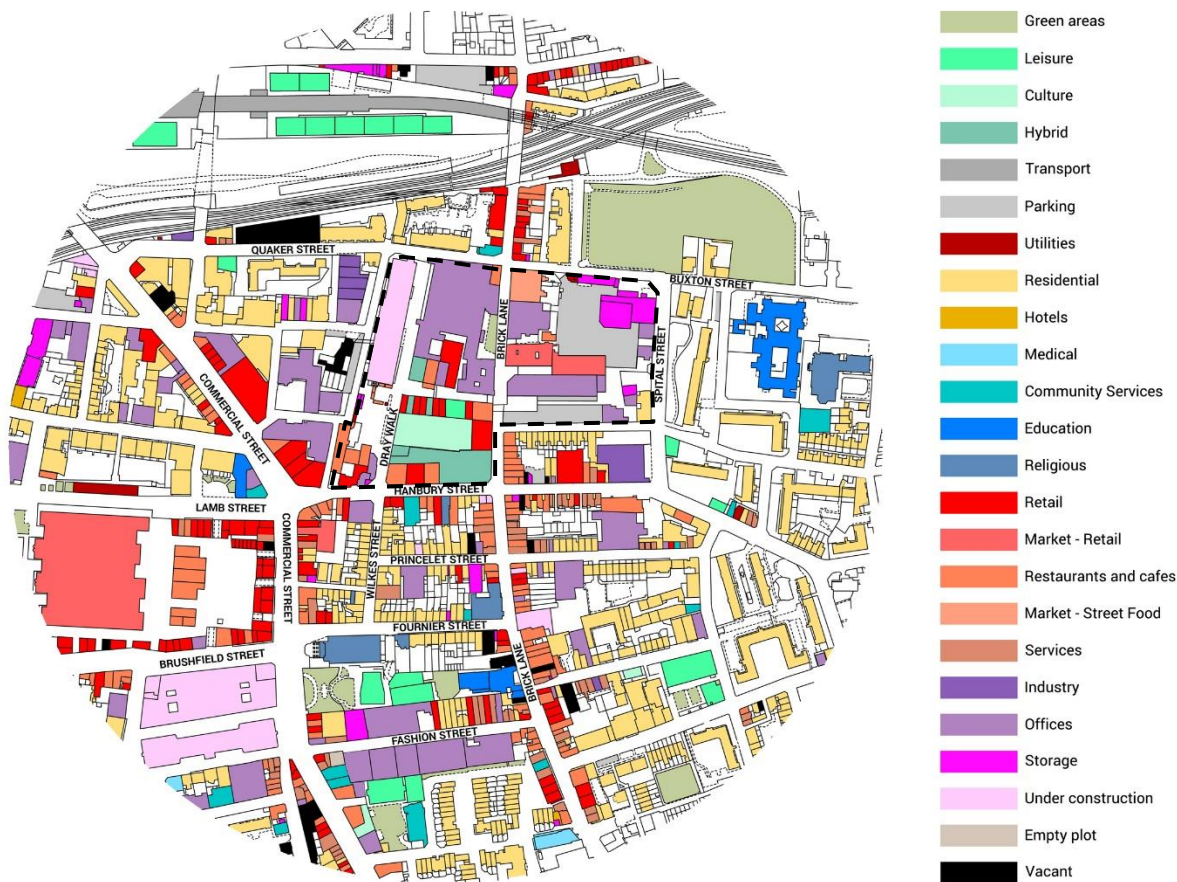 QUAKER STREET
BUXTON STREET
BRICK LANE
SPITAL STREET
COMMERCIAL STREET
DRAY WALK
HANBURY STREET
LAMB STREET
COMMERCIAL STREET
WILKES STREET
PRINCELET STREET
FOURNIER STREET
BRUSHFIELD STREET
BRICK LANE
FASHION STREET
Green areas
Leisure
Culture
Hybrid
Transport
Parking
Utilities
Residential
Hotels
Medical
Community Services
Education
Religious
Retail
Market - Retail
Restaurants and cafes
Market - Street Food
Services
Industry
Offices
Storage
Under construction
Empty plot
Vacant